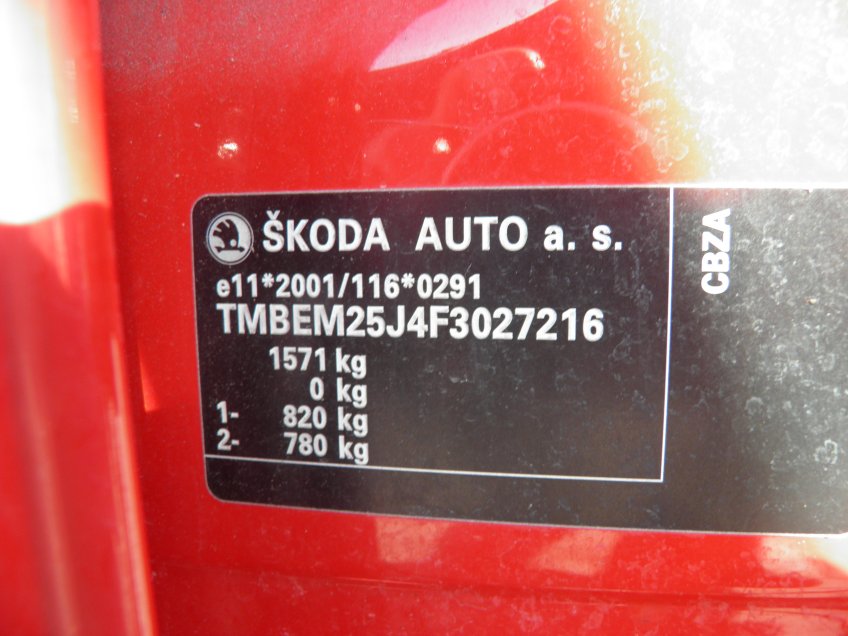 ŠKODA AUTO a. s.
e11*2001/116*0291
TMBEM25J4F3027216
1571 kg
0 kg
1- 820 kg
2- 780 kg
CBZA